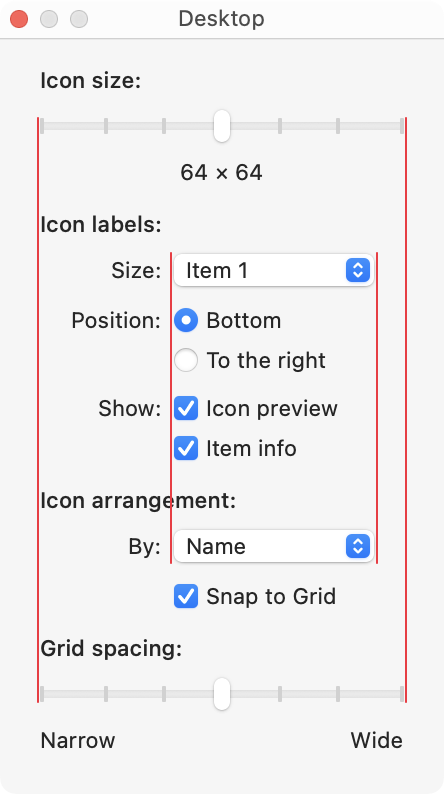 Desktop
Icon size:
64 × 64
Icon labels:
Size: Item 1
Position: Bottom
To the right
Show: Icon preview
Item info
Icon arrangement:
By: Name
Snap to Grid
Grid spacing:
Narrow Wide